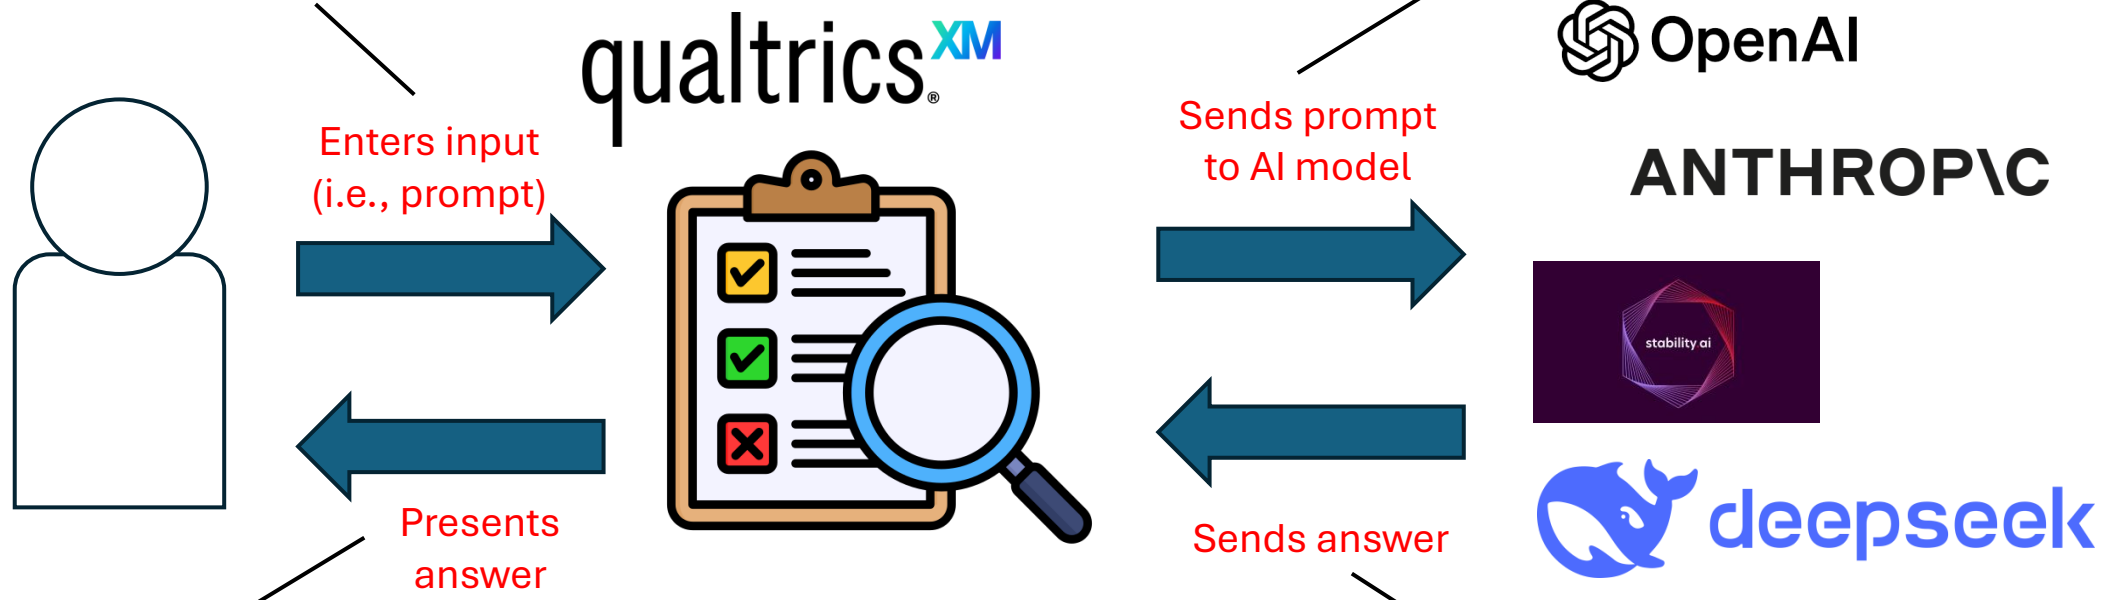 qualtrics XM ®
Enters input
(i.e., prompt)
Sends prompt
to AI model
OpenAI
ANTHROP\C
stability ai
deepseek
Presents
answer
Sends answer